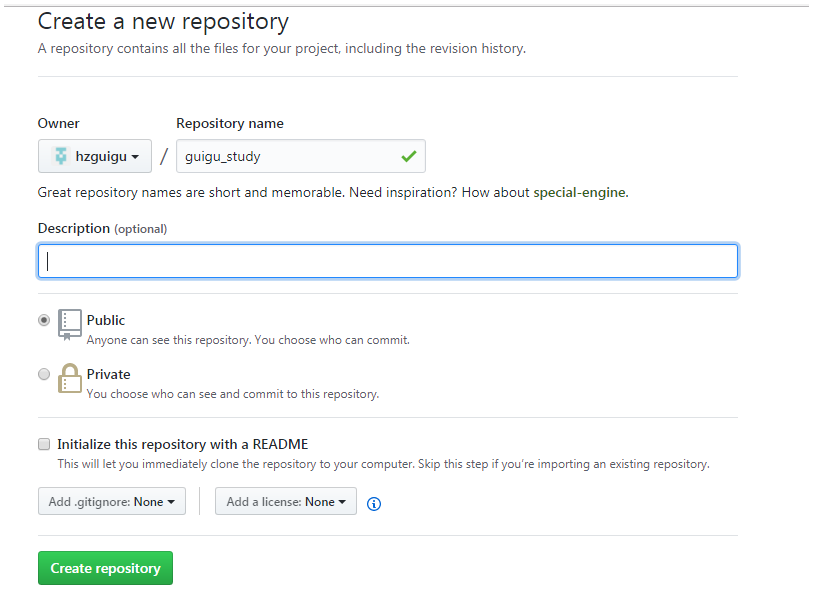 Create a new repository
A repository contains all the files for your project, including the revision history.
Owner Repository name
hzguigu / guigu_study
Great repository names are short and memorable. Need inspiration? How about special-engine.
Description (optional)
Public
Anyone can see this repository. You choose who can commit.
Private
You choose who can see and commit to this repository.
Initialize this repository with a README
This will let you immediately clone the repository to your computer. Skip this step if you’re importing an existing repository.
Add .gitignore: None Add a license: None
Create repository